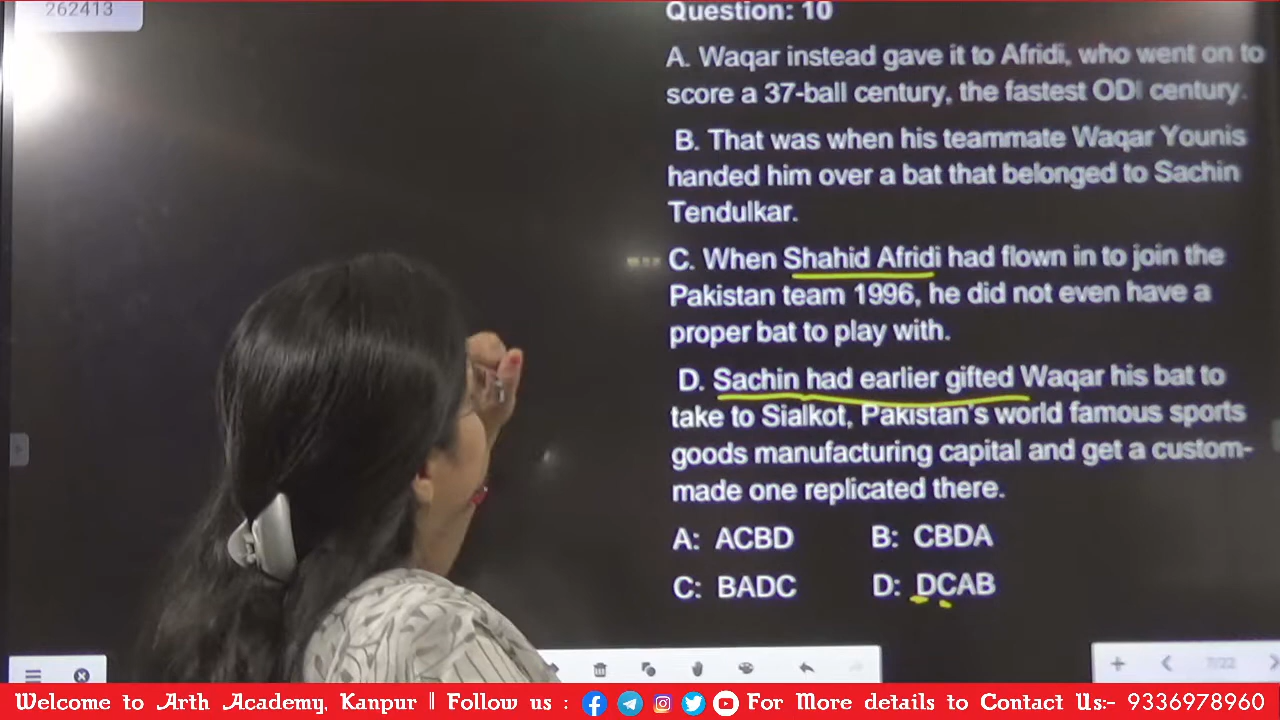 262413
Question: 10
A. Waqar instead gave it to Afridi, who went on to
score a 37-ball century, the fastest ODI century.
B. That was when his teammate Waqar Younis
handed him over a bat that belonged to Sachin
Tendulkar.
C. When Shahid Afridi had flown in to join the
Pakistan team 1996, he did not even have a
proper bat to play with.
D. Sachin had earlier gifted Waqar his bat to
take to Sialkot, Pakistan's world famous sports
goods manufacturing capital and get a custom-
made one replicated there.
A: ACBD B: CBDA
C: BADC D: DCAB
7/22
Welcome to Arth Academy, Kanpur || Follow us : For More details to Contact Us:- 9336978960